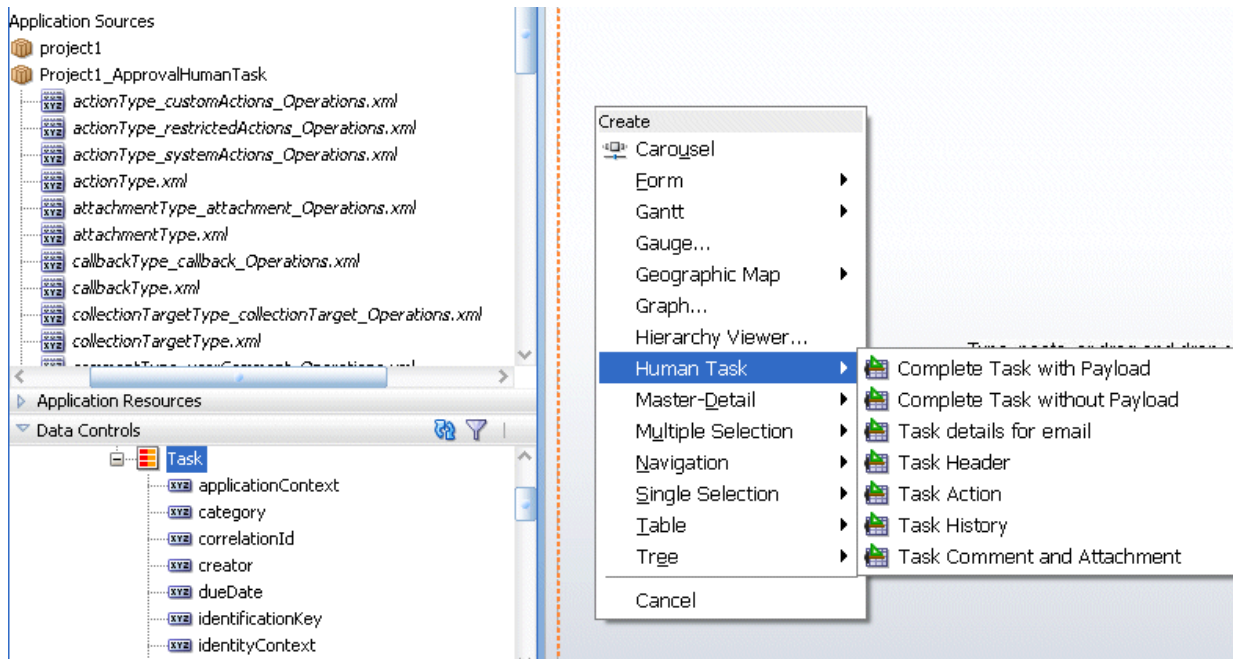 Application Sources
project1
Project1_ApprovalHumanTask
actionType_customActions_Operations.xml
actionType_restrictedActions_Operations.xml
actionType_systemActions_Operations.xml
actionType.xml
attachmentType_attachment_Operations.xml
attachmentType.xml
callbackType_callback_Operations.xml
callbackType.xml
collectionTargetType_collectionTarget_Operations.xml
collectionTargetType.xml
Application Resources
Data Controls
Task
applicationContext
category
correlationId
creator
dueDate
identificationKey
identityContext
Create
Carousel
Form
Gantt
Gauge...
Geographic Map
Graph...
Hierarchy Viewer...
Human Task
Master-Detail
Multiple Selection
Navigation
Single Selection
Table
Tree
Cancel
Complete Task with Payload
Complete Task without Payload
Task details for email
Task Header
Task Action
Task History
Task Comment and Attachment